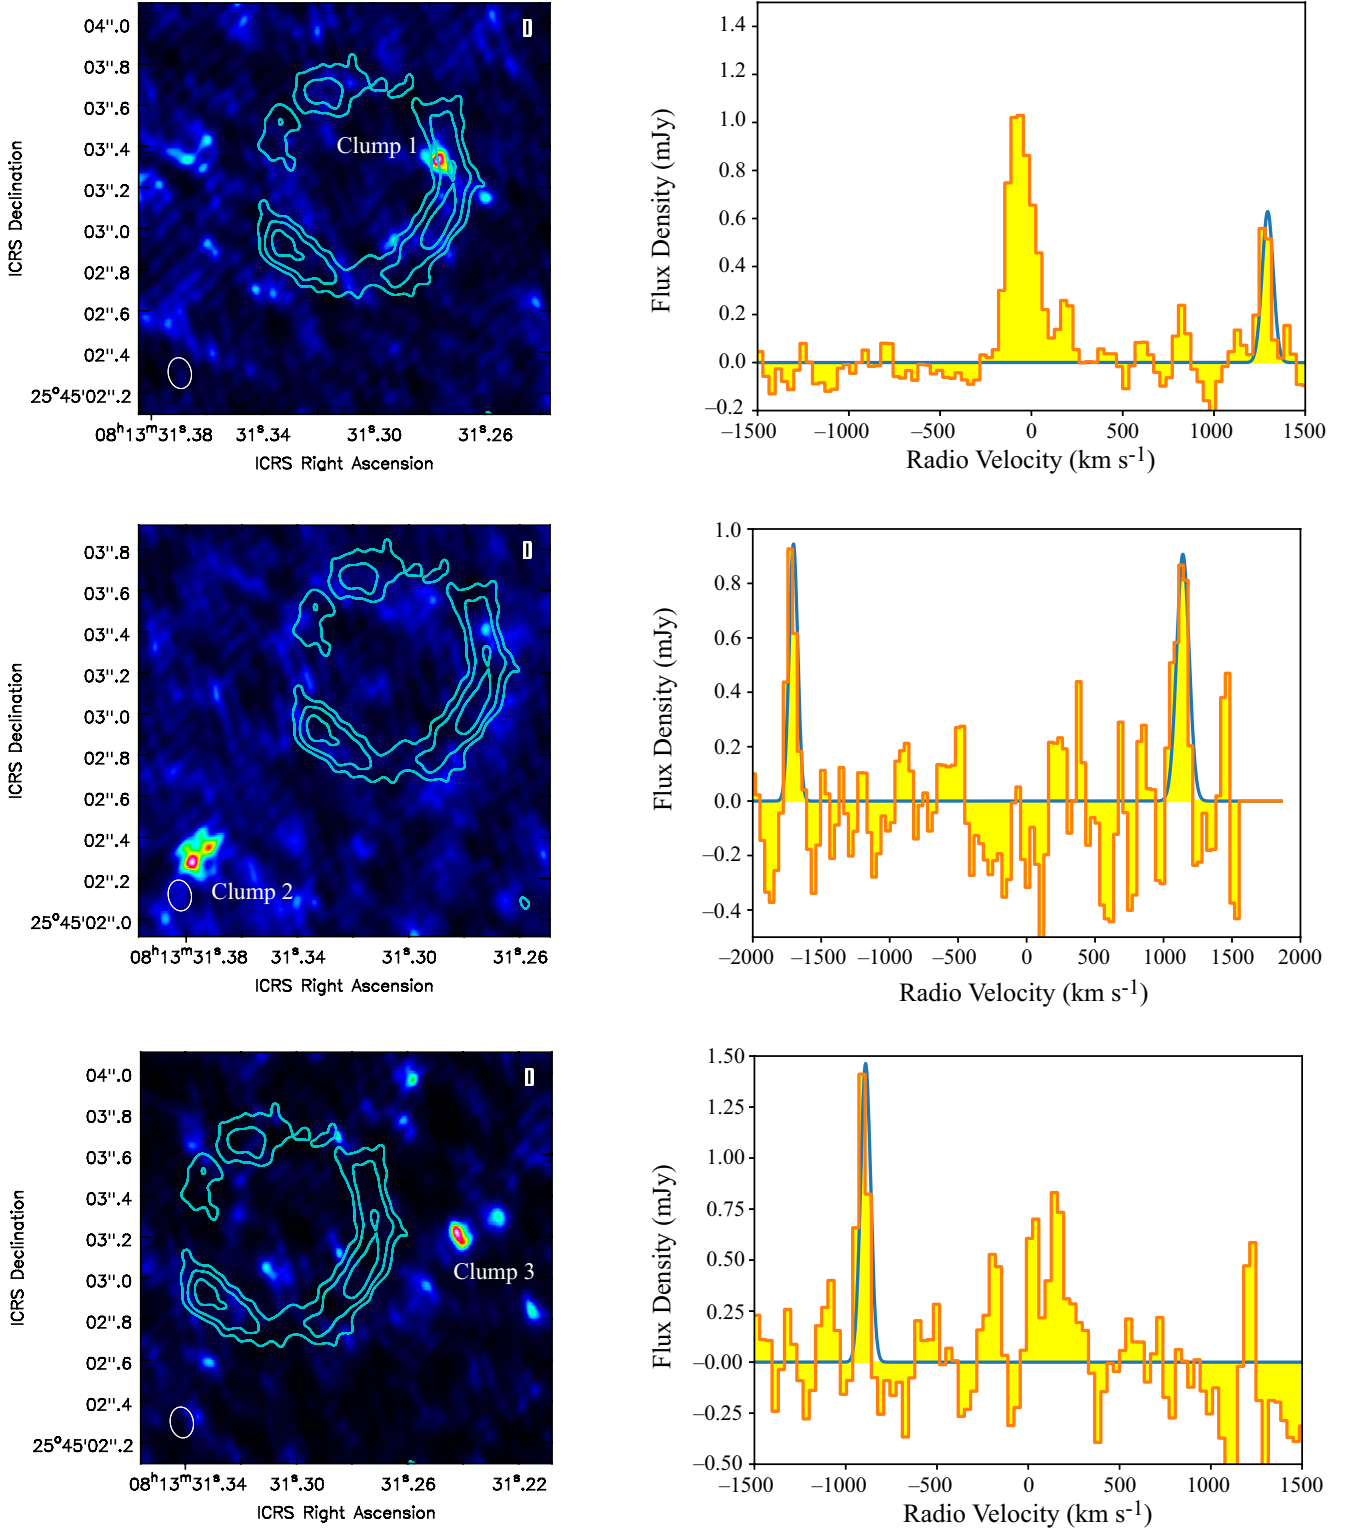 04".0
03".8
03".6
03".4
03".2
03".0
02".8
02".6
02".4
25°45'02".2
ICRS Declination
Clump 1
08ʰ13ᵐ31ˢ.38 31ˢ.34 31ˢ.30 31ˢ.26
ICRS Right Ascension
1.4
1.2
1.0
0.8
0.6
0.4
0.2
0.0
−0.2
Flux Density (mJy)
−1500 −1000 −500 0 500 1000 1500
Radio Velocity (km s⁻¹)
03".8
03".6
03".4
03".2
03".0
02".8
02".6
02".4
02".2
25°45'02".0
ICRS Declination
Clump 2
08ʰ13ᵐ31ˢ.38 31ˢ.34 31ˢ.30 31ˢ.26
ICRS Right Ascension
1.0
0.8
0.6
0.4
0.2
0.0
−0.2
−0.4
Flux Density (mJy)
−2000 −1500 −1000 −500 0 500 1000 1500 2000
Radio Velocity (km s⁻¹)
04".0
03".8
03".6
03".4
03".2
03".0
02".8
02".6
02".4
25°45'02".2
ICRS Declination
Clump 3
08ʰ13ᵐ31ˢ.34 31ˢ.30 31ˢ.26 31ˢ.22
ICRS Right Ascension
1.50
1.25
1.00
0.75
0.50
0.25
−0.00
−0.25
−0.50
Flux Density (mJy)
−1500 −1000 −500 0 500 1000 1500
Radio Velocity (km s⁻¹)